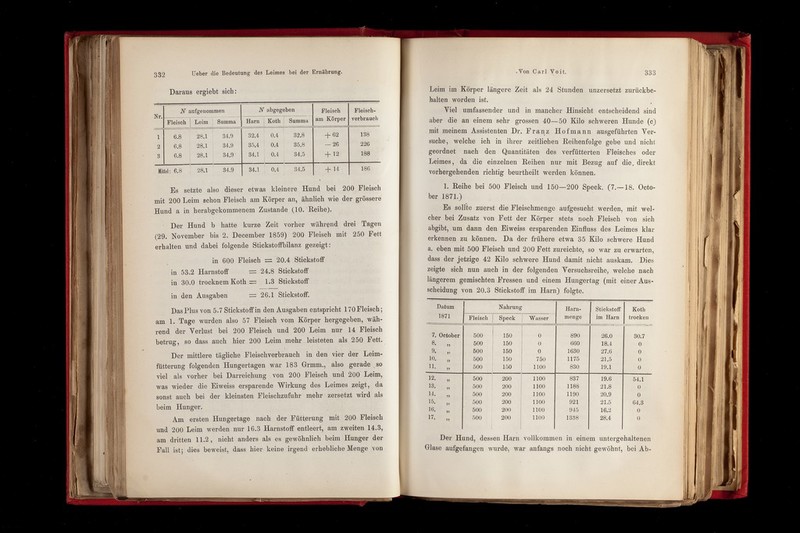 332 Ueber die Bedeutung des Leimes bei der Ernährung.
Daraus ergiebt sich:
Nr. N aufgenommen N abgegeben Fleisch am Körper Fleisch-verbrauch
Fleisch Leim Summa Harn Koth Summa
1 6,8 28,1 34,9 32,4 0,4 32,8 + 62 138
2 6,8 28,1 34,9 35,4 0,4 35,8 — 26 226
3 6,8 28,1 34,9 34,1 0,4 34,5 + 12 188
Mittel: 6,8 28,1 34,9 34,1 0,4 34,5 + 14 186
Es setzte also dieser etwas kleinere Hund bei 200 Fleisch
mit 200 Leim schon Fleisch am Körper an, ähnlich wie der grössere
Hund a in herabgekommenem Zustande (10. Reihe).
Der Hund b hatte kurze Zeit vorher während drei Tagen
(29. November bis 2. December 1859) 200 Fleisch mit 250 Fett
erhalten und dabei folgende Stickstoffbilanz gezeigt:
in 600 Fleisch = 20.4 Stickstoff
in 53.2 Harnstoff = 24.8 Stickstoff
in 30.0 trocknem Koth = 1.3 Stickstoff
in den Ausgaben = 26.1 Stickstoff.
Das Plus von 5.7 Stickstoff in den Ausgaben entspricht 170 Fleisch;
am 1. Tage wurden also 57 Fleisch vom Körper hergegeben, wäh-
rend der Verlust bei 200 Fleisch und 200 Leim nur 14 Fleisch
betrug, so dass auch hier 200 Leim mehr leisteten als 250 Fett.
Der mittlere tägliche Fleischverbrauch in den vier der Leim-
fütterung folgenden Hungertagen war 183 Grmm., also gerade so
viel als vorher bei Darreichung von 200 Fleisch und 200 Leim,
was wieder die Eiweiss ersparende Wirkung des Leimes zeigt, da
sonst auch bei der kleinsten Fleischzufuhr mehr zersetzt wird als
beim Hunger.
Am ersten Hungertage nach der Fütterung mit 200 Fleisch
und 200 Leim werden nur 16.3 Harnstoff entleert, am zweiten 14.3,
am dritten 11.2, nicht anders als es gewöhnlich beim Hunger der
Fall ist; dies beweist, dass hier keine irgend erhebliche Menge von
Von Carl Voit. 333
Leim im Körper längere Zeit als 24 Stunden unzersetzt zurückbe-
halten worden ist.
Viel umfassender und in mancher Hinsicht entscheidend sind
aber die an einem sehr grossen 40—50 Kilo schweren Hunde (c)
mit meinem Assistenten Dr. Franz Hofmann ausgeführten Ver-
suche, welche ich in ihrer zeitlichen Reihenfolge gebe und nicht
geordnet nach den Quantitäten des verfütterten Fleisches oder
Leimes, da die einzelnen Reihen nur mit Bezug auf die direkt
vorhergehenden richtig beurtheilt werden können.
1. Reihe bei 500 Fleisch und 150—200 Speck. (7.—18. Octo-
ber 1871.)
Es sollte zuerst die Fleischmenge aufgesucht werden, mit wel-
cher bei Zusatz von Fett der Körper stets noch Fleisch von sich
abgibt, um dann den Eiweiss ersparenden Einfluss des Leimes klar
erkennen zu können. Da der frühere etwa 35 Kilo schwere Hund
a, eben mit 500 Fleisch und 200 Fett zureichte, so war zu erwarten,
dass der jetzige 42 Kilo schwere Hund damit nicht auskam. Dies
zeigte sich nun auch in der folgenden Versuchsreihe, welche nach
längerem gemischten Fressen und einem Hungertag (mit einer Aus-
scheidung von 20,3 Stickstoff im Harn) folgte.
Datum 1871 Nahrung Harn-menge Stickstoff im Harn Koth trocken
Fleisch Speck Wasser
7. October 500 150 0 890 26.0 90.7
8. „ 500 150 0 600 18.4 0
9. „ 500 150 0 1630 27.6 0
10. „ 500 150 750 1175 21,5 0
11. „ 500 150 1100 850 19.1 0
12. „ 500 200 1100 837 19.6 54,1
13. „ 500 200 1100 1188 21.8 0
14. „ 500 200 1100 1190 20,9 0
15. „ 500 200 1100 921 21.5 64,3
16. „ 500 200 1100 945 16.2 0
17. „ 500 200 1100 1338 28.4 0
Der Hund, dessen Harn vollkommen in einem untergehaltenen
Glase aufgefangen wurde, war anfangs noch nicht gewöhnt, bei Ab-